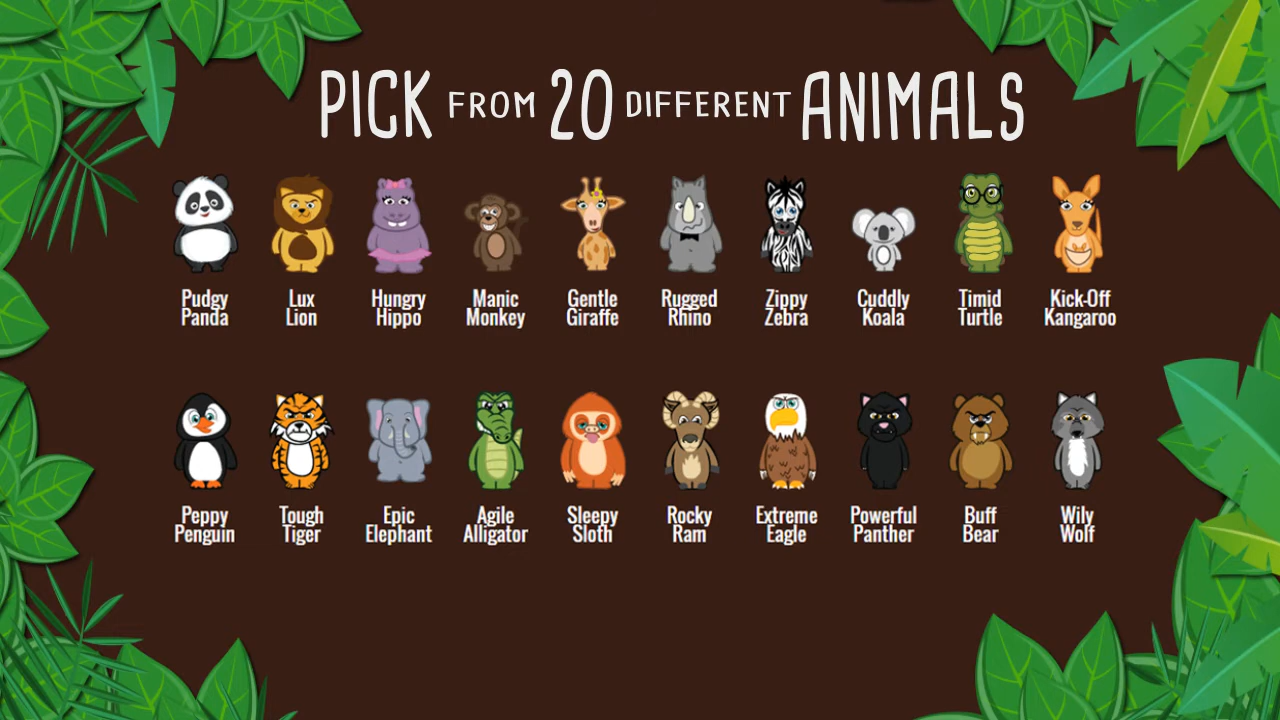 PICK FROM 20 DIFFERENT ANIMALS
Pudgy Panda
Lux Lion
Hungry Hippo
Manic Monkey
Gentle Giraffe
Rugged Rhino
Zippy Zebra
Cuddly Koala
Timid Turtle
Kick-Off Kangaroo
Peppy Penguin
Tough Tiger
Epic Elephant
Agile Alligator
Sleepy Sloth
Rocky Ram
Extreme Eagle
Powerful Panther
Buff Bear
Wily Wolf